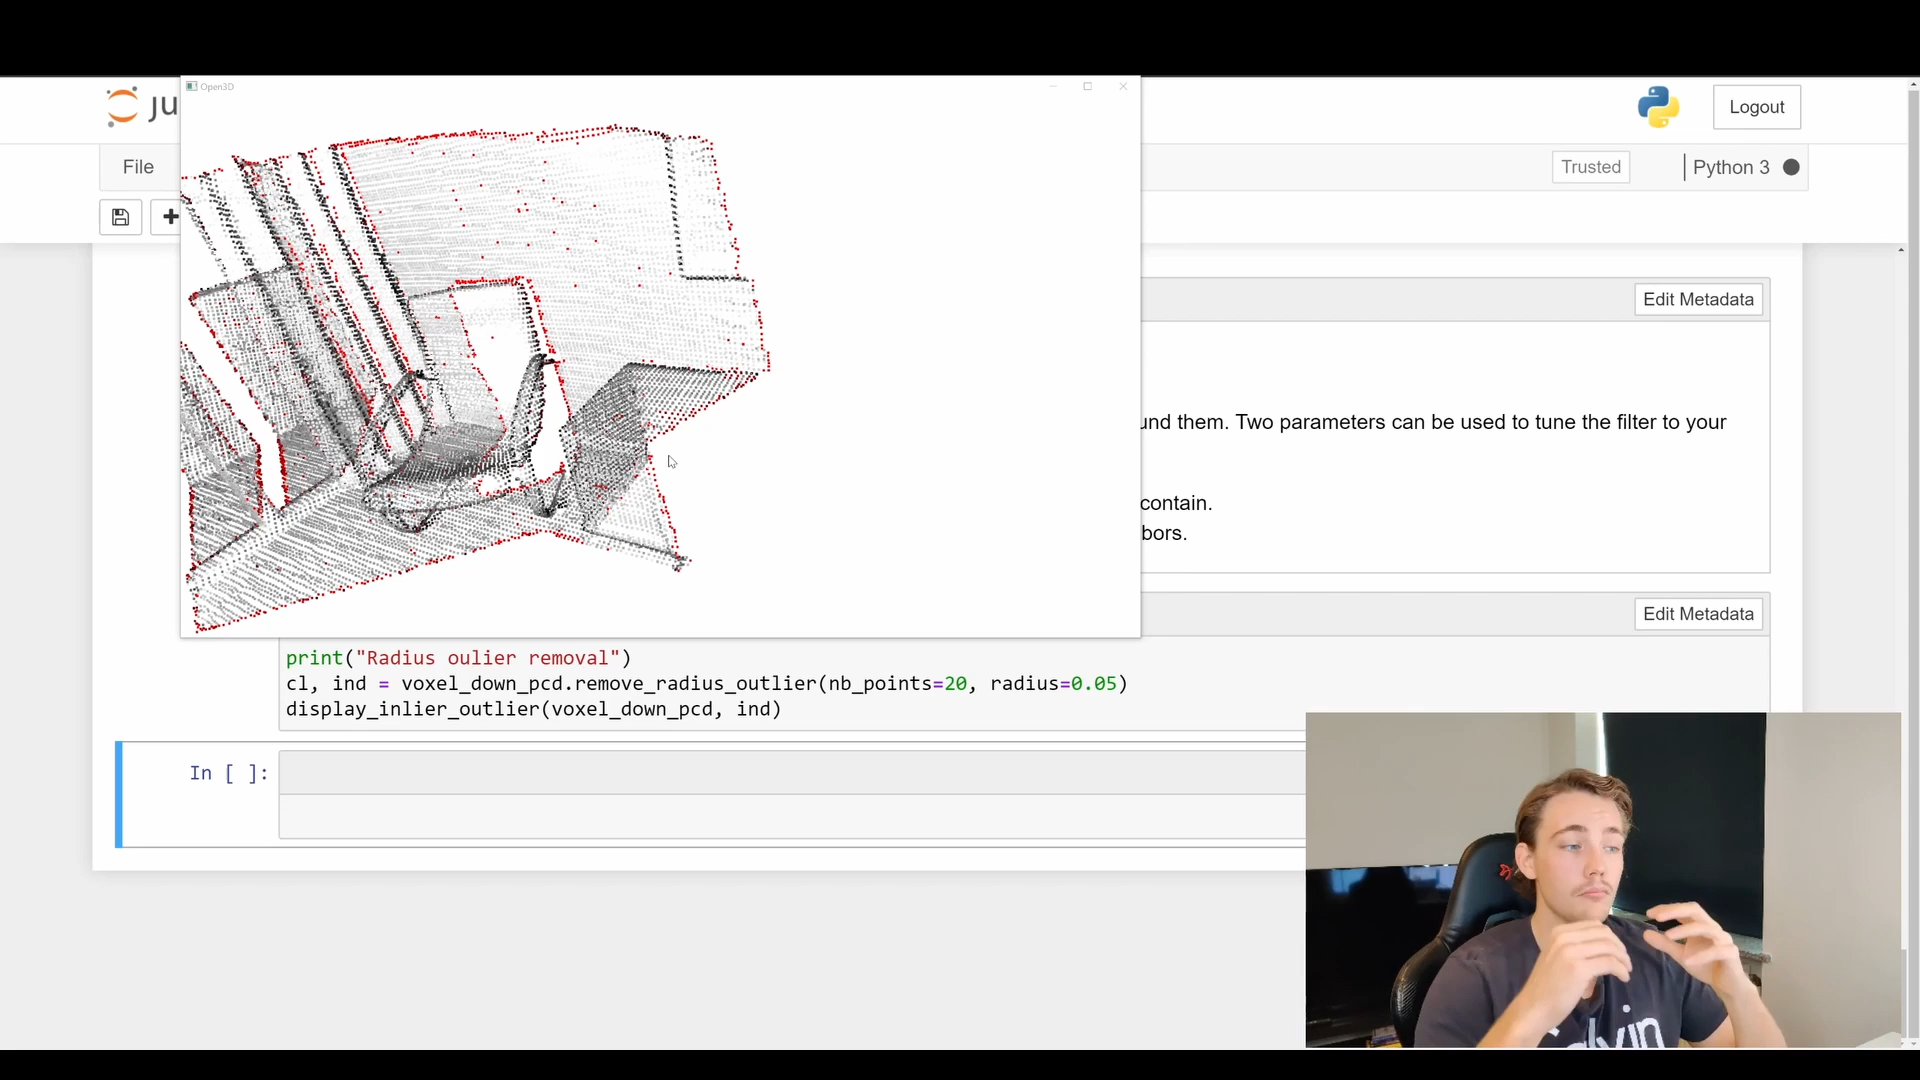 Open3D
Ju
Logout
File
Trusted
Python 3
Edit Metadata
und them. Two parameters can be used to tune the filter to your
contain.
bors.
Edit Metadata
print("Radius oulier removal")
cl, ind = voxel_down_pcd.remove_radius_outlier(nb_points=20, radius=0.05)
display_inlier_outlier(voxel_down_pcd, ind)
In [ ]: